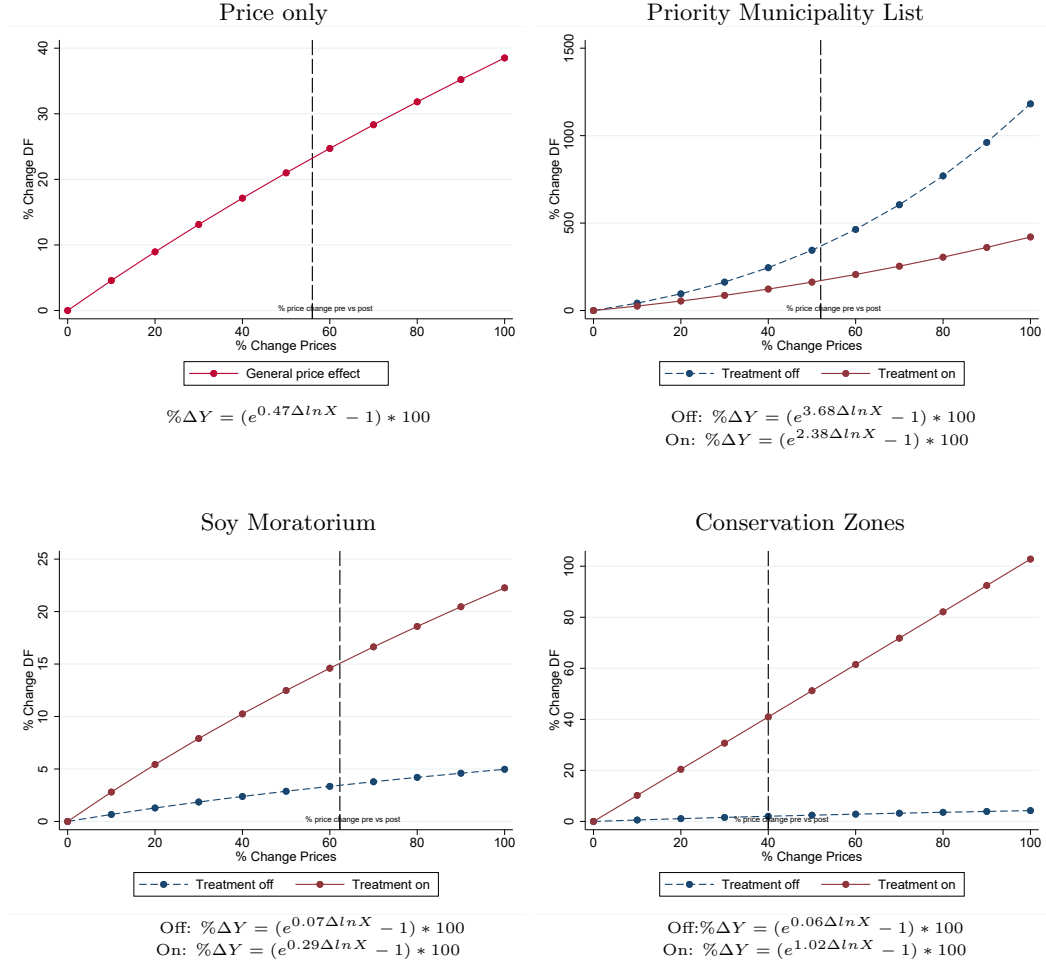 Price only
% Change DF
40
30
20
10
0
% price change pre vs post
0 20 40 60 80 100
% Change Prices
General price effect
%ΔY = (e^{0.47ΔlnX} − 1) ∗ 100
Priority Municipality List
% Change DF
1500
1000
500
0
% price change pre vs post
0 20 40 60 80 100
% Change Prices
Treatment off Treatment on
Off: %ΔY = (e^{3.68ΔlnX} − 1) ∗ 100
On: %ΔY = (e^{2.38ΔlnX} − 1) ∗ 100
Soy Moratorium
% Change DF
25
20
15
10
5
0
% price change pre vs post
0 20 40 60 80 100
% Change Prices
Treatment off Treatment on
Off: %ΔY = (e^{0.07ΔlnX} − 1) ∗ 100
On: %ΔY = (e^{0.29ΔlnX} − 1) ∗ 100
Conservation Zones
% Change DF
100
80
60
40
20
0
% price change pre vs post
0 20 40 60 80 100
% Change Prices
Treatment off Treatment on
Off:%ΔY = (e^{0.06ΔlnX} − 1) ∗ 100
On: %ΔY = (e^{1.02ΔlnX} − 1) ∗ 100